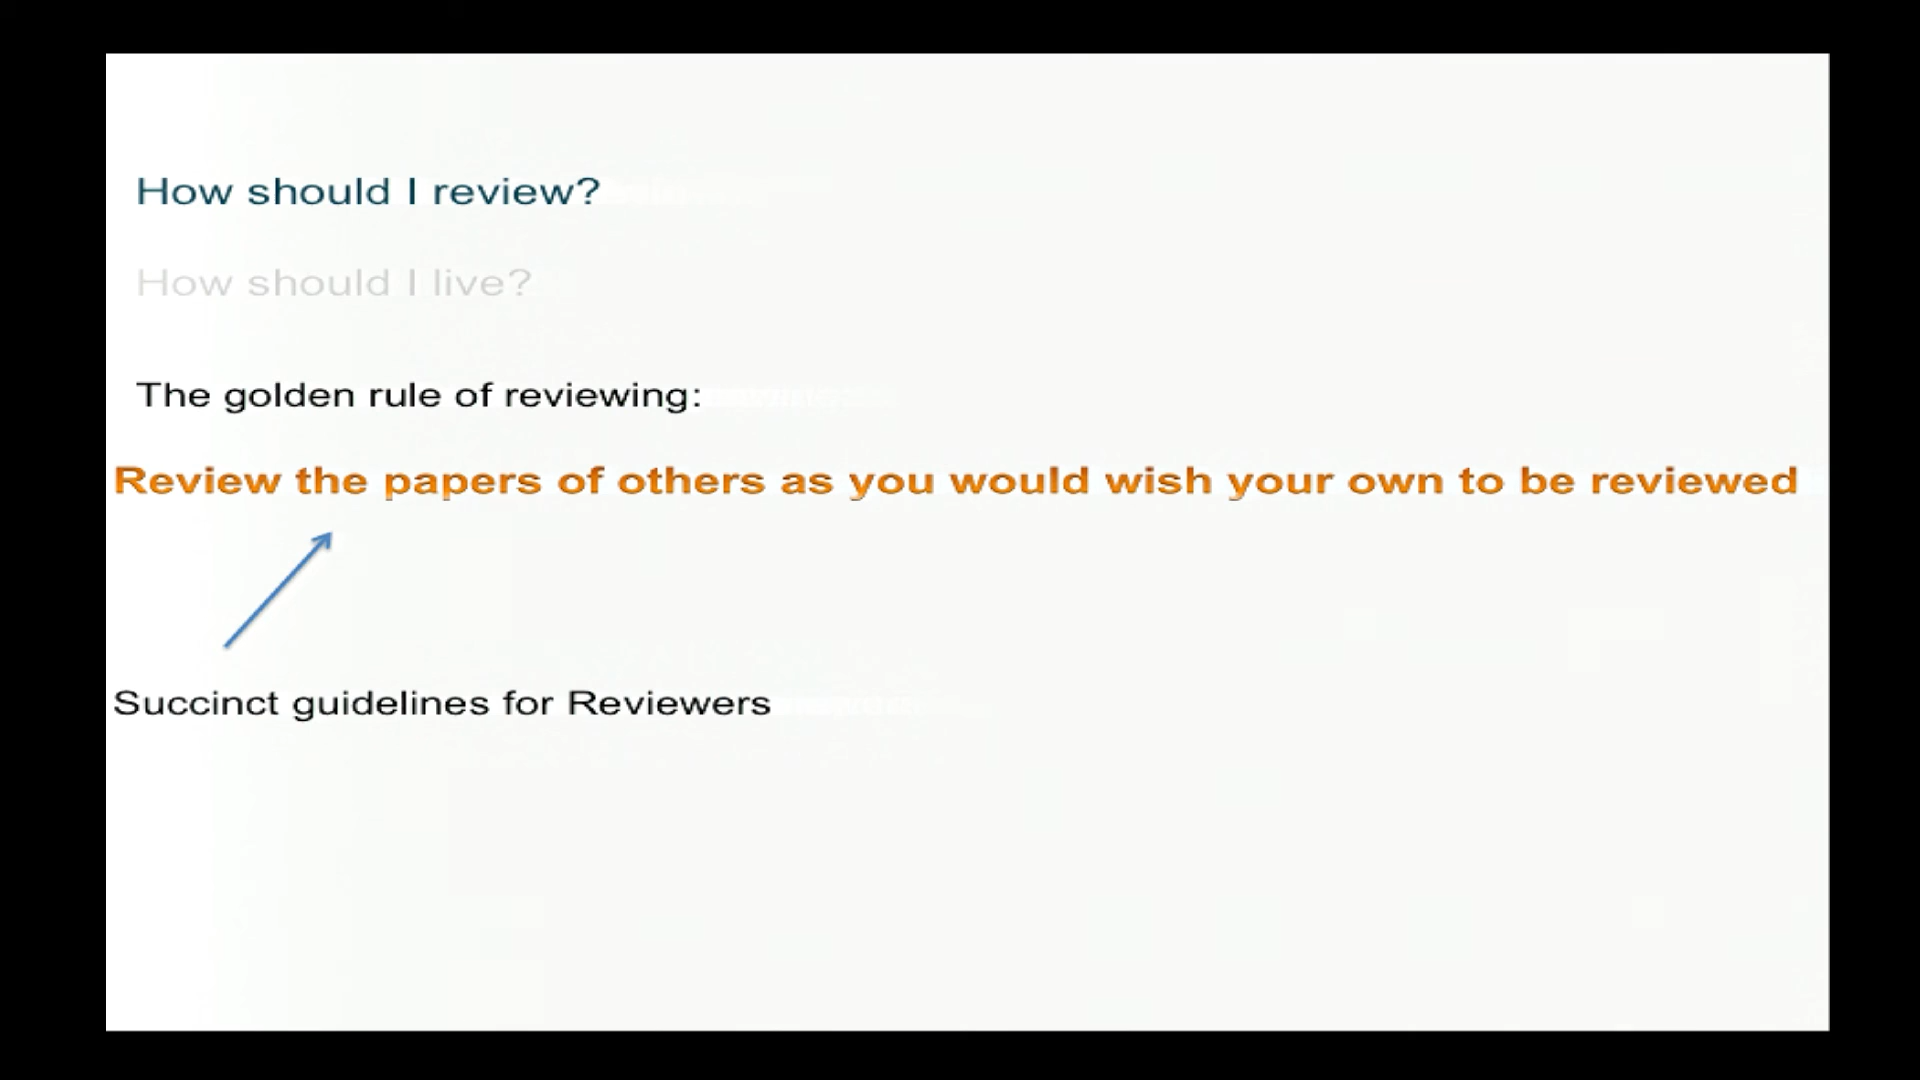 How should I review?
How should I live?
The golden rule of reviewing:
Review the papers of others as you would wish your own to be reviewed
Succinct guidelines for Reviewers